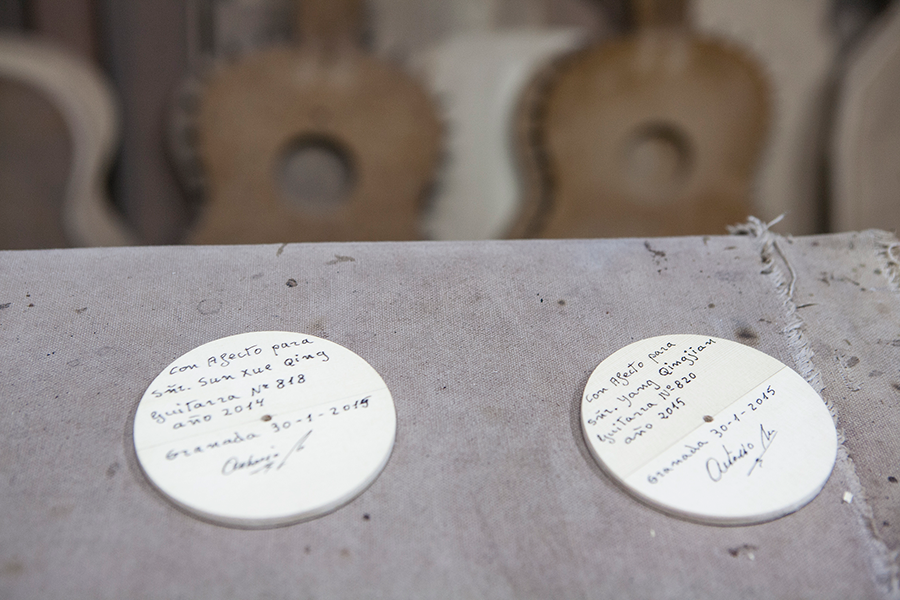 Con Afecto para
Sñr. Sun Xue Qing
guitarra Nº 818
año 2014
Granada 30-1-2015
Con Afecto para
Sñr. Yang Qingjian
guitarra Nº 820
año 2015
Granada 30-1-2015
Antonio